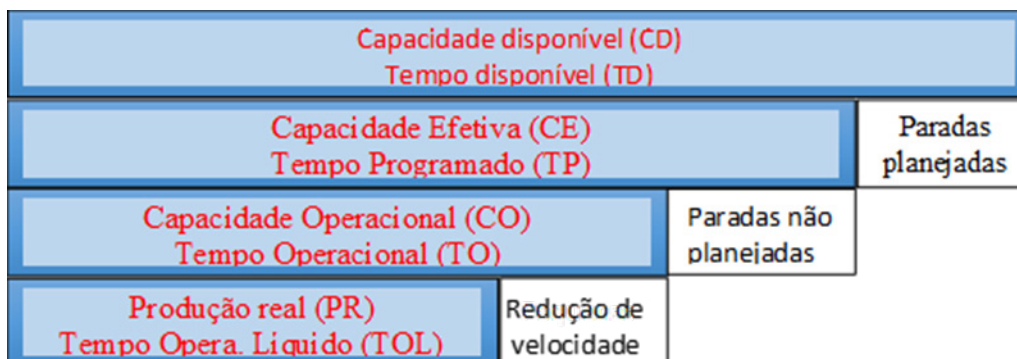 Capacidade disponível (CD)
Tempo disponível (TD)
Capacidade Efetiva (CE)
Tempo Programado (TP)
Paradas
planejadas
Capacidade Operacional (CO)
Tempo Operacional (TO)
Paradas não
planejadas
Produção real (PR)
Tempo Opera. Liquido (TOL)
Redução de
velocidade